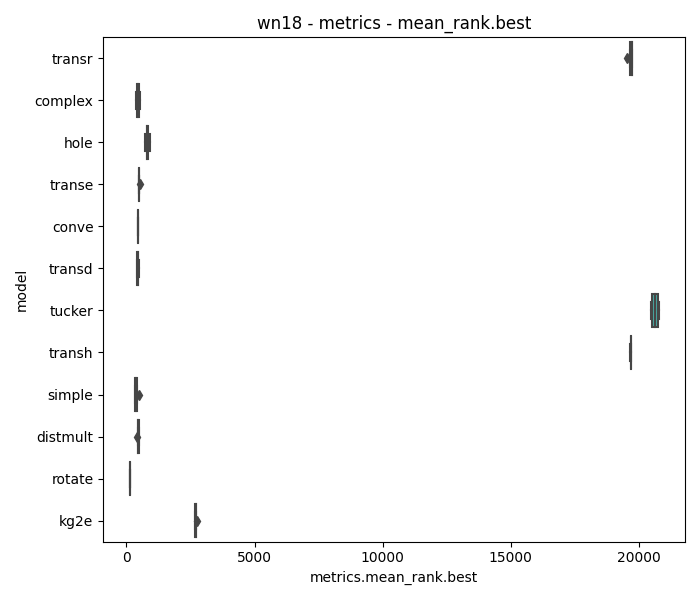 wn18 - metrics - mean_rank.best
transr
complex
hole
transe
conve
transd
tucker
transh
simple
distmult
rotate
kg2e
model
0 5000 10000 15000 20000
metrics.mean_rank.best